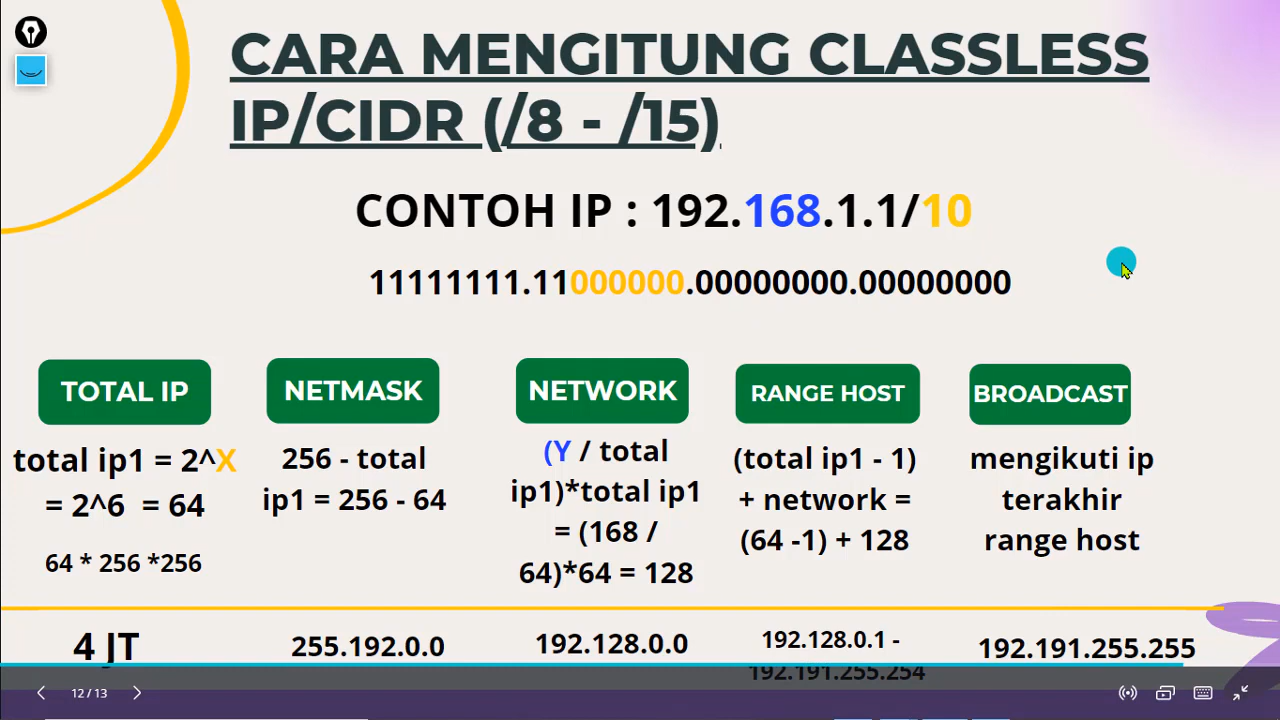 CARA MENGITUNG CLASSLESS
IP/CIDR (/8 - /15)
CONTOH IP : 192.168.1.1/10
11111111.11000000.00000000.00000000
TOTAL IP
total ip1 = 2^X
= 2^6 = 64
64 * 256 *256
4 JT
NETMASK
256 - total
ip1 = 256 - 64
255.192.0.0
NETWORK
(Y / total
ip1)*total ip1
= (168 /
64)*64 = 128
192.128.0.0
RANGE HOST
(total ip1 - 1)
+ network =
(64 -1) + 128
192.128.0.1 -
192.191.255.254
BROADCAST
mengikuti ip
terakhir
range host
192.191.255.255
12 / 13